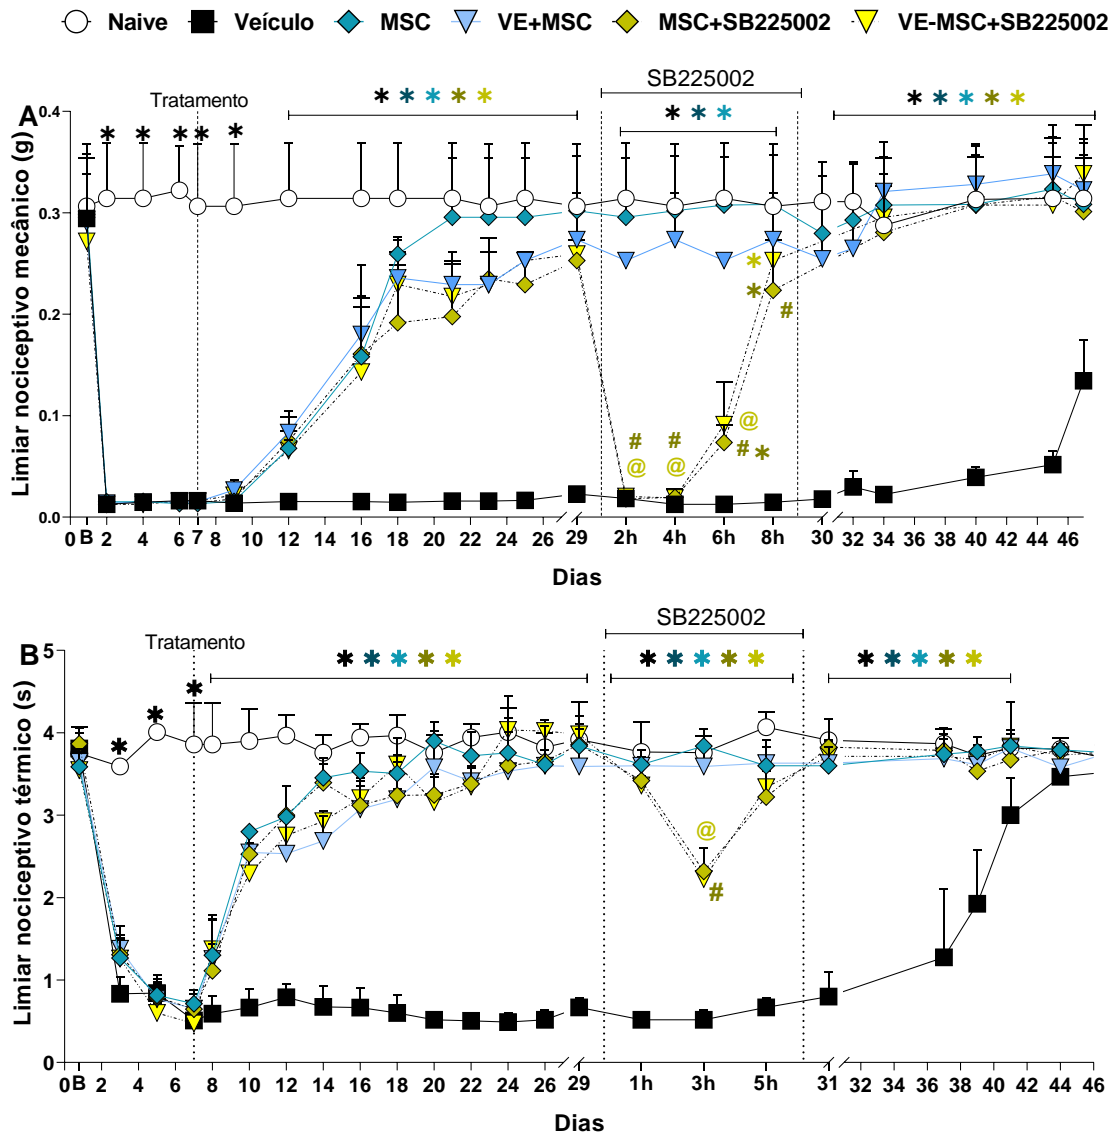 Naive Veículo MSC VE+MSC MSC+SB225002 VE-MSC+SB225002
A
Tratamento
SB225002
* * * * *
* * * * *
* * *
* * * * *
Limiar nociceptivo mecânico (g)
0.4
0.3
0.2
0.1
0.0
*
*
#
@
#
@
@
# *
#
0 B 2 4 6 7 8 10 12 14 16 18 20 22 24 26 29 2h 4h 6h 8h 30 32 34 36 38 40 42 44 46
Dias
B
Tratamento
SB225002
* * *
* * * * *
* * * * *
* * * * *
Limiar nociceptivo térmico (s)
5
4
3
2
1
0
@
#
0 B 2 4 6 8 10 12 14 16 18 20 22 24 26 29 1h 3h 5h 31 32 34 36 38 40 42 44 46
Dias